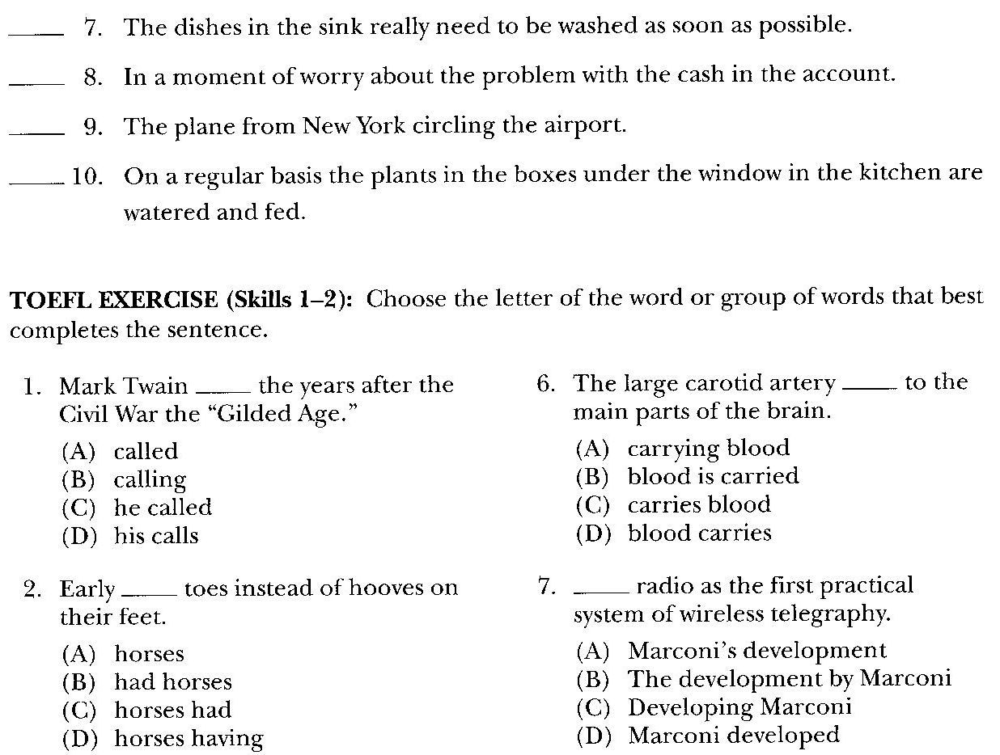 ____ 7. The dishes in the sink really need to be washed as soon as possible.
____ 8. In a moment of worry about the problem with the cash in the account.
____ 9. The plane from New York circling the airport.
____ 10. On a regular basis the plants in the boxes under the window in the kitchen are
watered and fed.
TOEFL EXERCISE (Skills 1–2): Choose the letter of the word or group of words that best
completes the sentence.
1. Mark Twain ____ the years after the
Civil War the “Gilded Age.”
(A) called
(B) calling
(C) he called
(D) his calls
2. Early ____ toes instead of hooves on
their feet.
(A) horses
(B) had horses
(C) horses had
(D) horses having
6. The large carotid artery ____ to the
main parts of the brain.
(A) carrying blood
(B) blood is carried
(C) carries blood
(D) blood carries
7. ____ radio as the first practical
system of wireless telegraphy.
(A) Marconi’s development
(B) The development by Marconi
(C) Developing Marconi
(D) Marconi developed